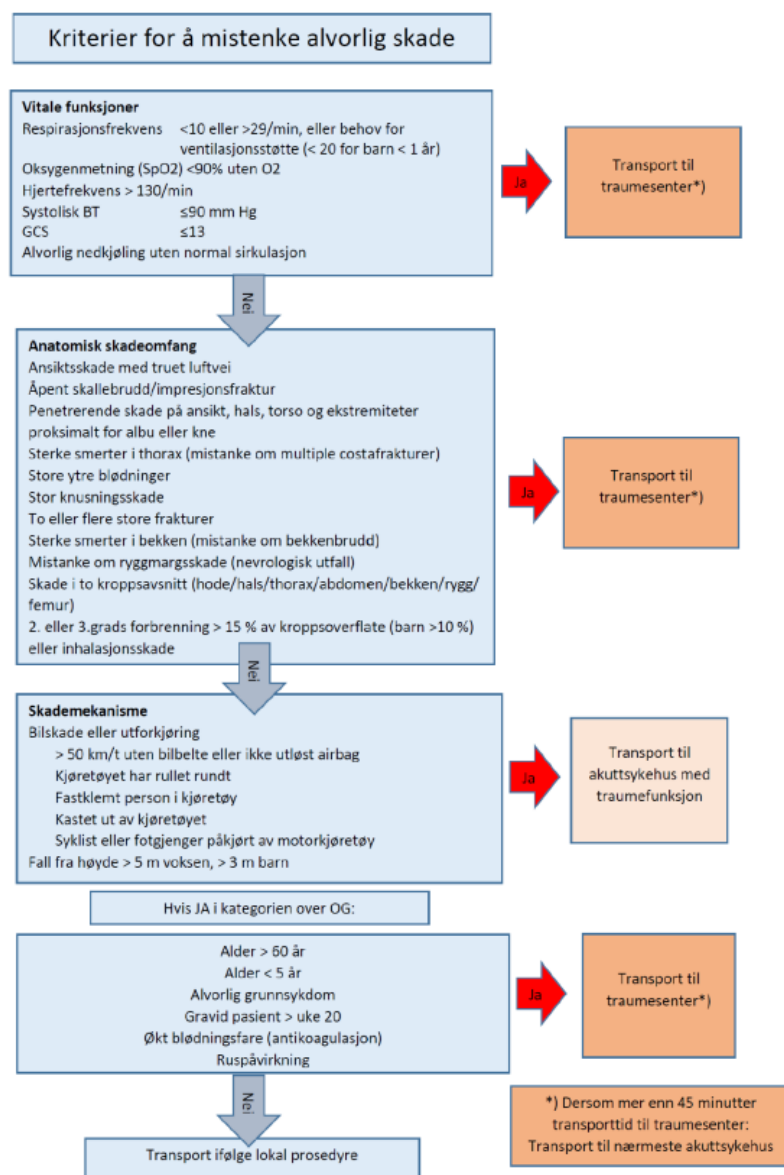 Kriterier for å mistenke alvorlig skade
Vitale funksjoner
Respirasjonsfrekvens <10 eller >29/min, eller behov for
ventilasjonsstøtte (< 20 for barn < 1 år)
Oksygenmetning (SpO2) <90% uten O2
Hjertefrekvens > 130/min
Systolisk BT ≤90 mm Hg
GCS ≤13
Alvorlig nedkjøling uten normal sirkulasjon
Ja
Transport til
traumesenter*)
Nei
Anatomisk skadeomfang
Ansiktsskade med truet luftvei
Åpent skallebrudd/impresjonsfraktur
Penetrerende skade på ansikt, hals, torso og ekstremiteter
proksimalt for albu eller kne
Sterke smerter i thorax (mistanke om multiple costafrakturer)
Store ytre blødninger
Stor knusningsskade
To eller flere store frakturer
Sterke smerter i bekken (mistanke om bekkenbrudd)
Mistanke om ryggmargsskade (nevrologisk utfall)
Skade i to kroppsavsnitt (hode/hals/thorax/abdomen/bekken/rygg/
femur)
2. eller 3.grads forbrenning > 15 % av kroppsoverflate (barn >10 %)
eller inhalasjonsskade
Ja
Transport til
traumesenter*)
Nei
Skademekanisme
Bilskade eller utforkjøring
> 50 km/t uten bilbelte eller ikke utløst airbag
Kjøretøyet har rullet rundt
Fastklemt person i kjøretøy
Kastet ut av kjøretøyet
Syklist eller fotgjenger påkjørt av motorkjøretøy
Fall fra høyde > 5 m voksen, > 3 m barn
Ja
Transport til
akuttsykehus med
traumefunksjon
Hvis JA i kategorien over OG:
Alder > 60 år
Alder < 5 år
Alvorlig grunnsykdom
Gravid pasient > uke 20
Økt blødningsfare (antikoagulasjon)
Ruspåvirkning
Ja
Transport til
traumesenter*)
Nei
Transport ifølge lokal prosedyre
*) Dersom mer enn 45 minutter
transporttid til traumesenter:
Transport til nærmeste akuttsykehus